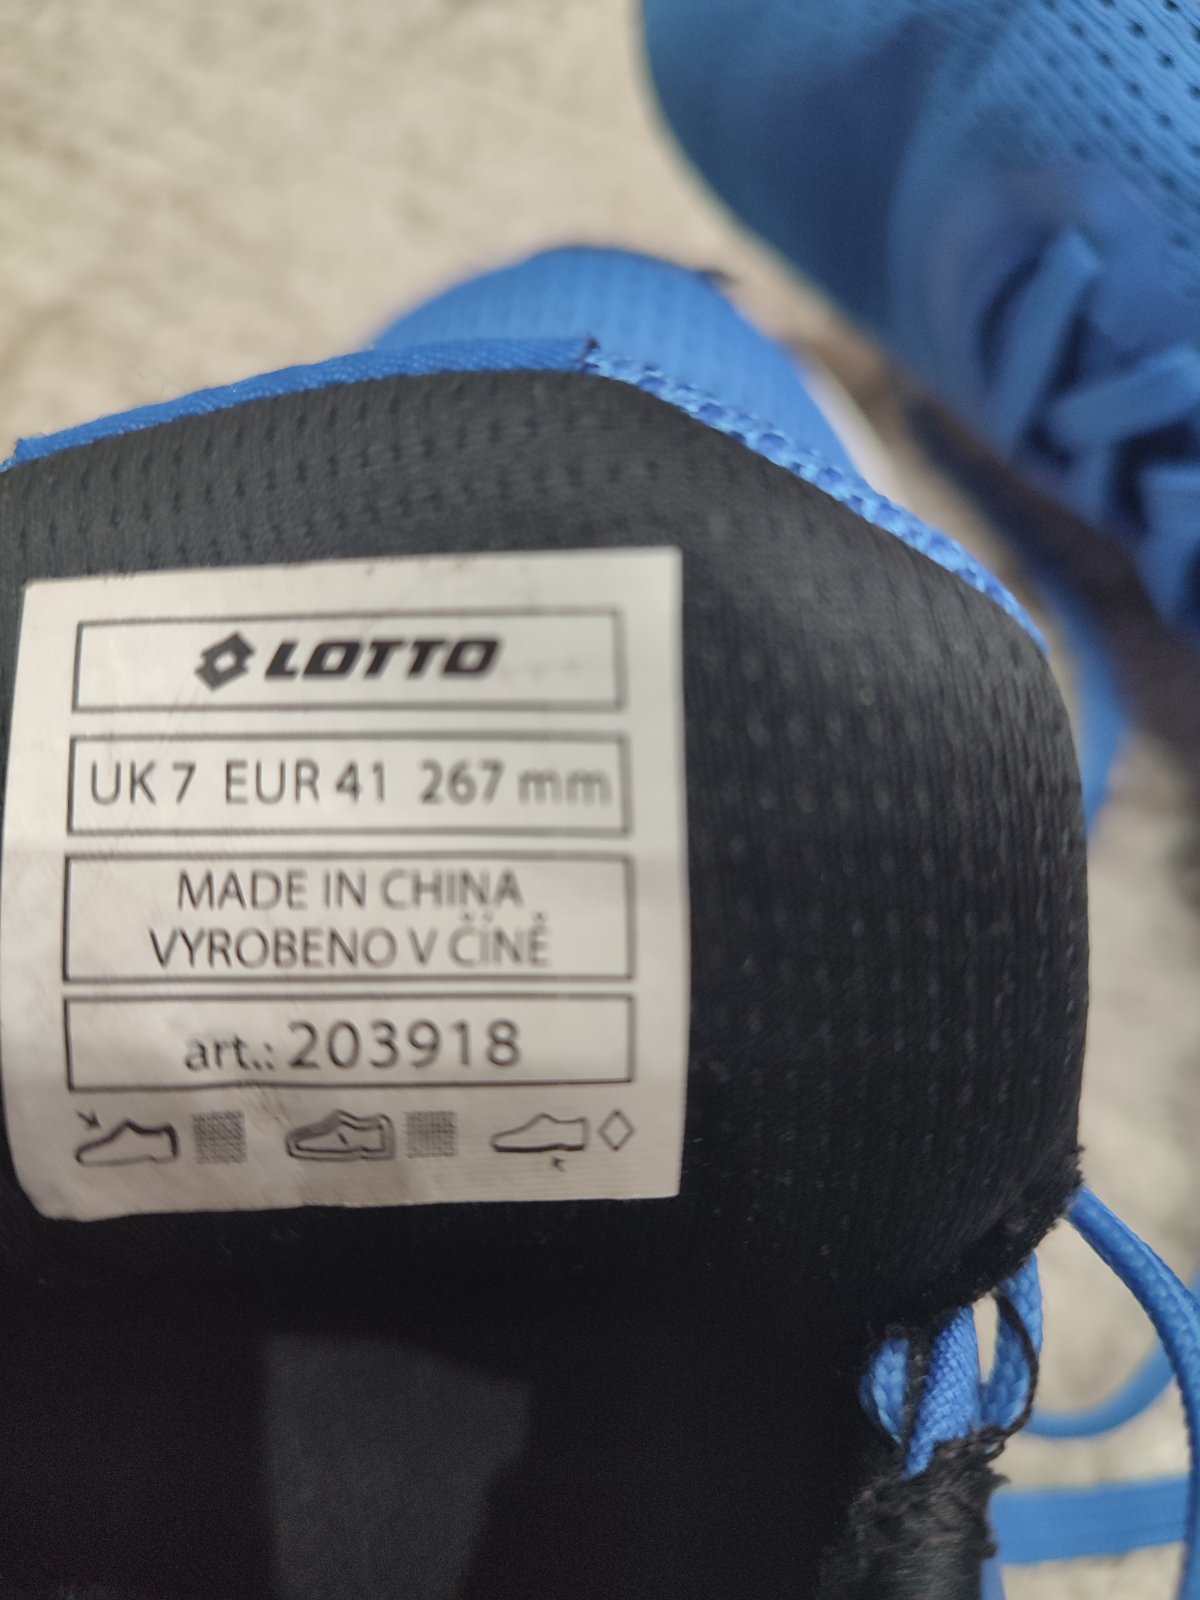 LOTTO
UK 7 EUR 41 267 mm
MADE IN CHINA
VYROBENO V ČÍNĚ
art.: 203918